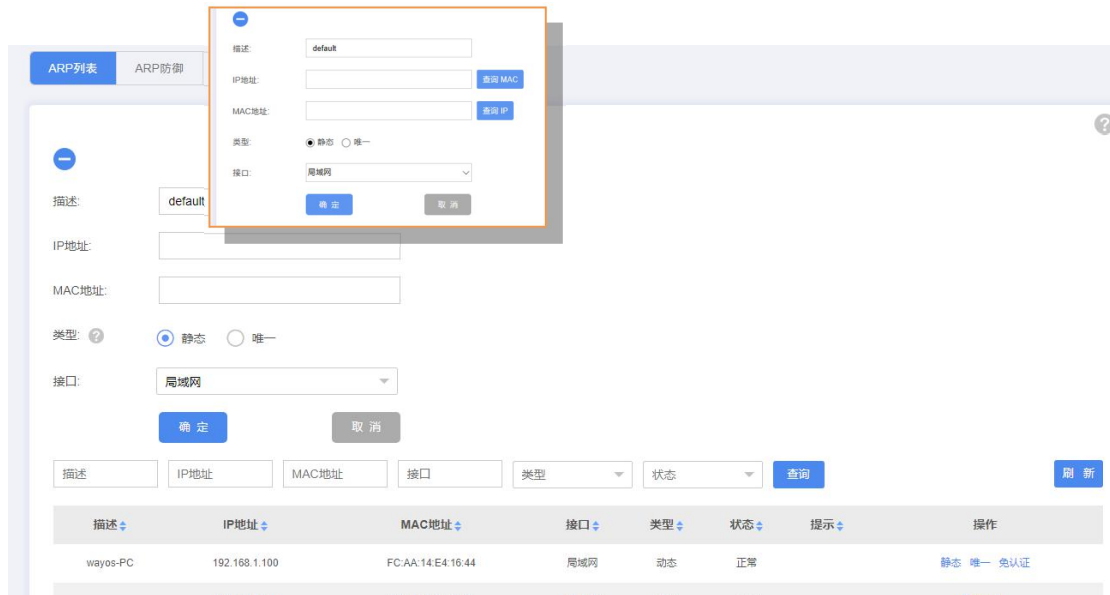 描述:
default
IP地址:
查询 MAC
MAC地址:
查询 IP
类型:
静态 唯一
接口:
局域网
确 定 取 消
ARP列表 ARP防御
描述: default
IP地址:
MAC地址:
类型: ? 静态 唯一
接口: 局域网
确 定 取 消
描述 IP地址 MAC地址 接口 类型 状态 查询 刷 新
描述 IP地址 MAC地址 接口 类型 状态 提示 操作
wayos-PC 192.168.1.100 FC:AA:14:E4:16:44 局域网 动态 正常 静态 唯一 免认证